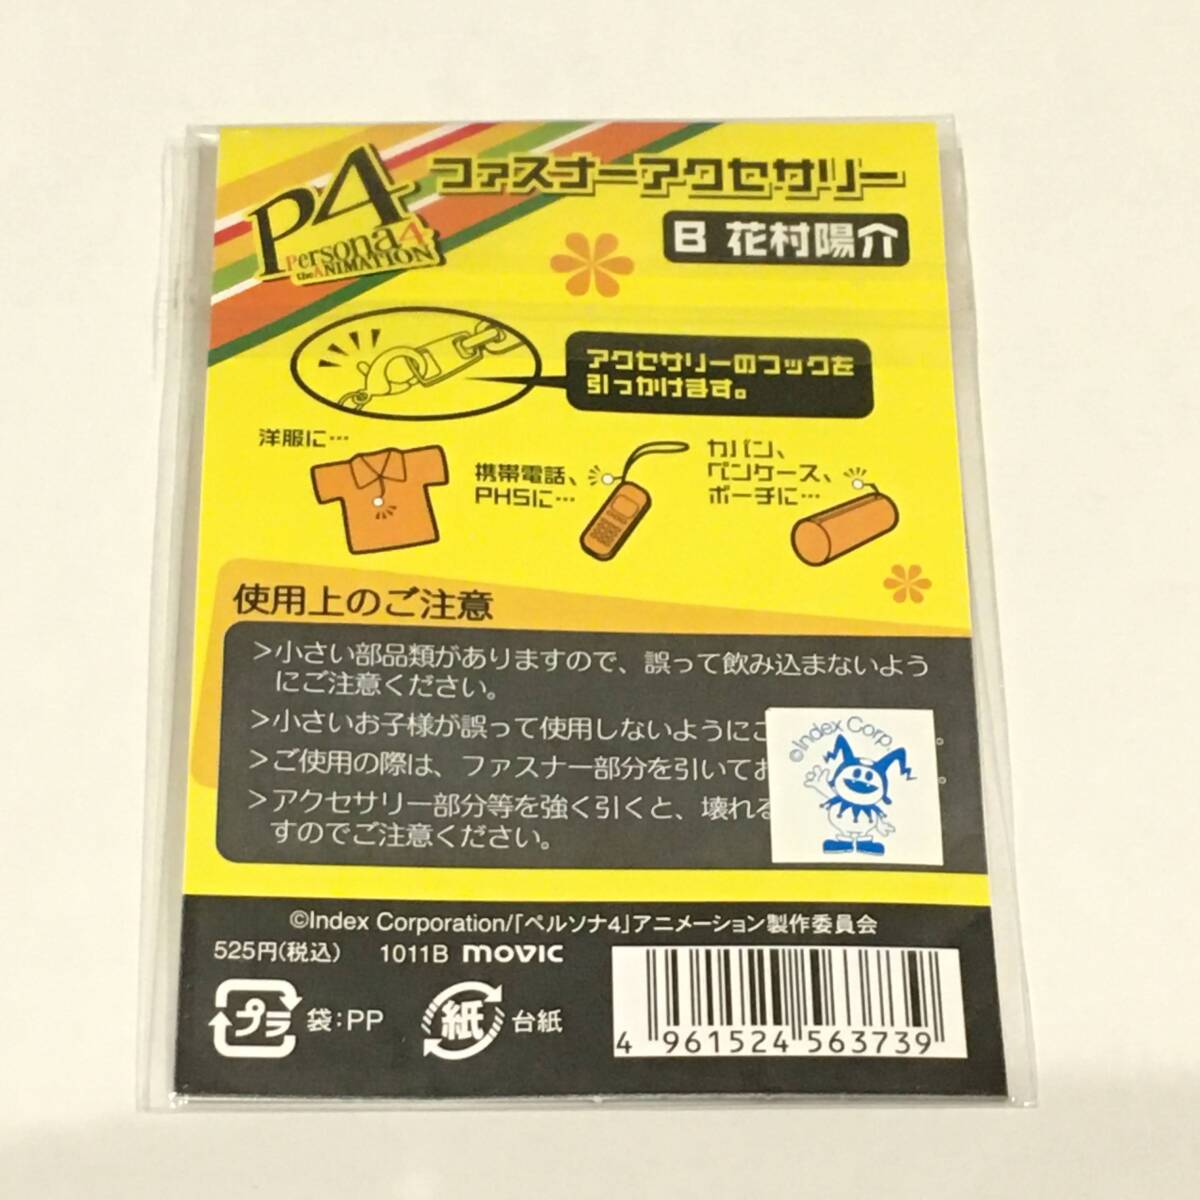 P4
Persona4
the ANIMATION
ファスナーアクセサリー
B 花村陽介
アクセサリーのフックを
引っかけます。
洋服に…
携帯電話、
PHSに…
カバン、
ペンケース、
ポーチに…
使用上のご注意
>小さい部品類がありますので、誤って飲み込まないよう
にご注意ください。
>小さいお子様が誤って使用しないようにご
。
>ご使用の際は、ファスナー部分を引いてお
。
>アクセサリー部分等を強く引くと、壊れる
すのでご注意ください。
©Index Corp.
©Index Corporation/「ペルソナ4」アニメーション製作委員会
525円(税込) 1011B movic
プラ 袋:PP 紙 台紙
4 961524 563739